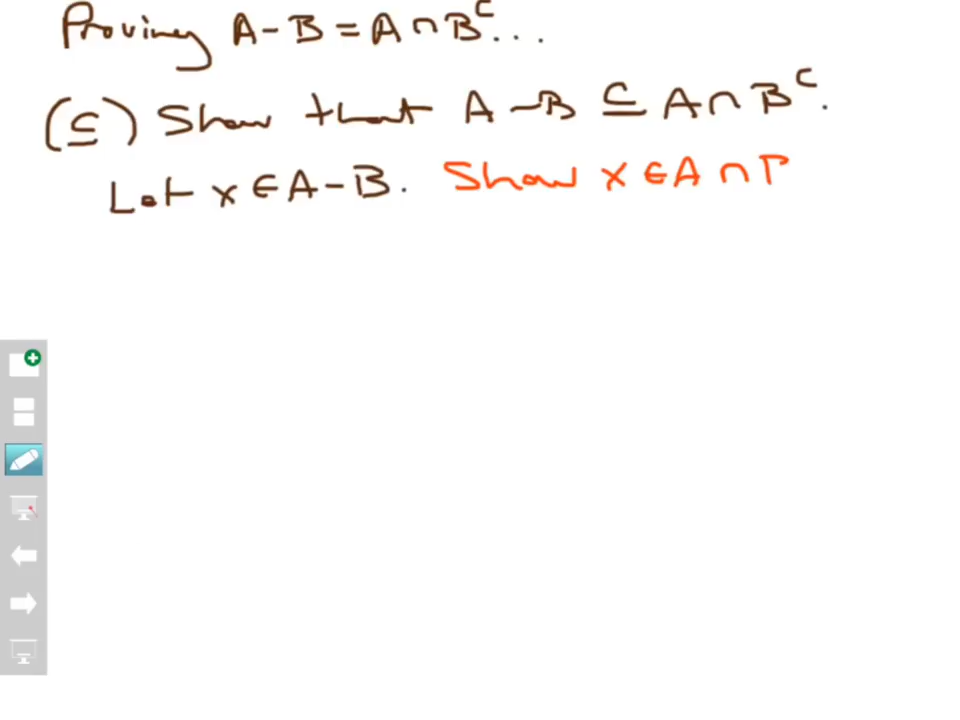 Proving A - B = A ∩ Bᶜ...
(⊆) Show that A - B ⊆ A ∩ Bᶜ.
Let x ∈ A - B. Show x ∈ A ∩